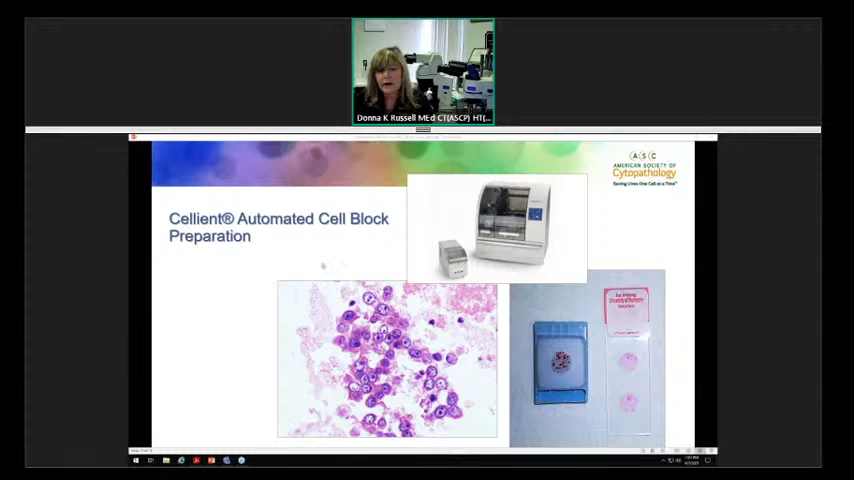 Donna K Russell MEd CT(ASCP) HT(...
ASC
AMERICAN SOCIETY OF
Cytopathology
Saving Lives One Cell at a Time™
Cellient® Automated Cell Block
Preparation